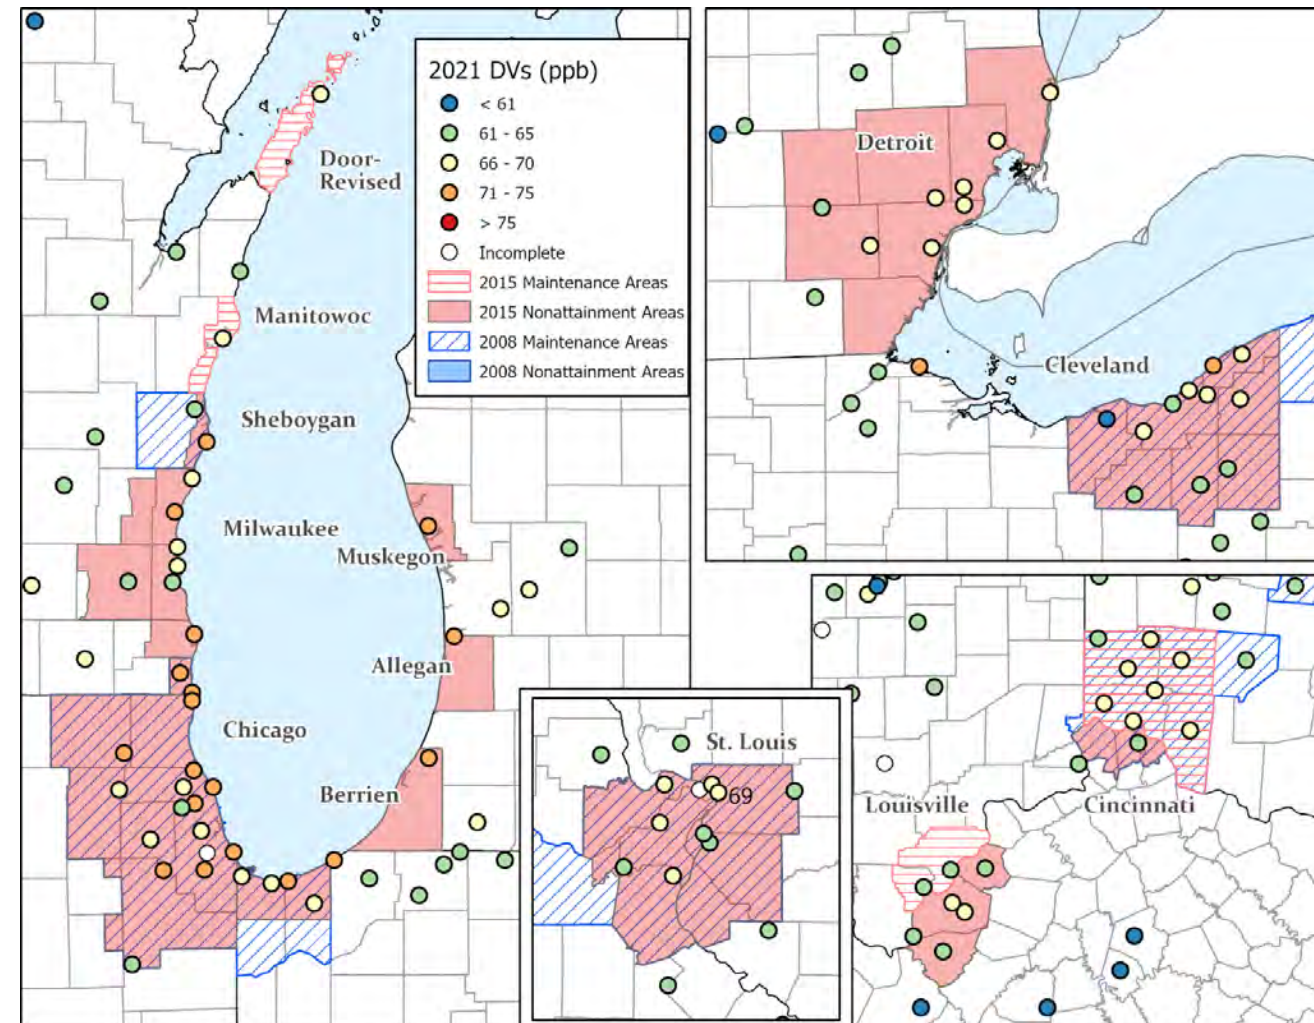 2021 DVs (ppb)
< 61
61 - 65
66 - 70
71 - 75
> 75
Incomplete
2015 Maintenance Areas
2015 Nonattainment Areas
2008 Maintenance Areas
2008 Nonattainment Areas
Door-
Revised
Manitowoc
Sheboygan
Milwaukee
Muskegon
Allegan
Chicago
Berrien
Detroit
Cleveland
St. Louis
69
Louisville
Cincinnati